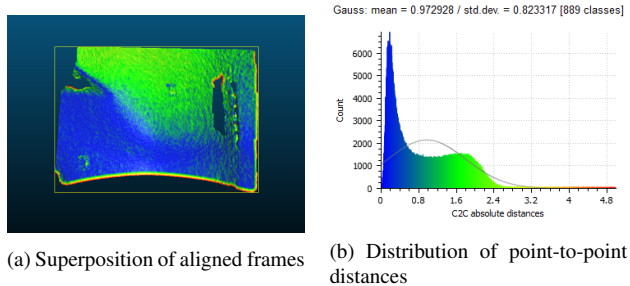 Gauss: mean = 0.972928 / std.dev. = 0.823317 [889 classes]
6000
5000
4000
3000
2000
1000
0
Count
0 0.8 1.6 2.4 3.2 4 4.8
C2C absolute distances
(a) Superposition of aligned frames
(b) Distribution of point-to-point
distances